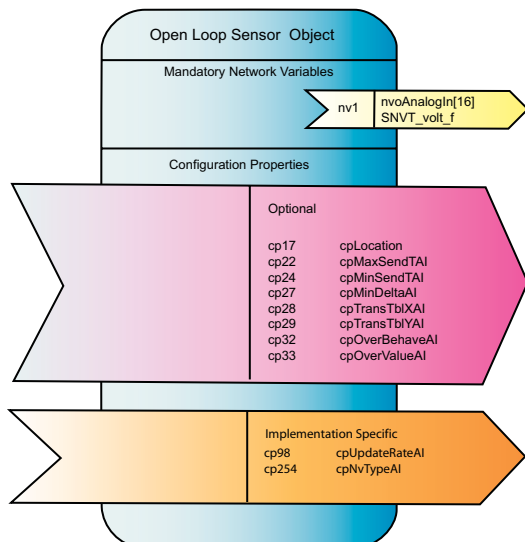 Open Loop Sensor Object
Mandatory Network Variables
nv1 nvoAnalogIn[16]
SNVT_volt_f
Configuration Properties
Optional
cp17 cpLocation
cp22 cpMaxSendTAI
cp24 cpMinSendTAI
cp27 cpMinDeltaAI
cp28 cpTransTblXAI
cp29 cpTransTblYAI
cp32 cpOverBehaveAI
cp33 cpOverValueAI
Implementation Specific
cp98 cpUpdateRateAI
cp254 cpNvTypeAI